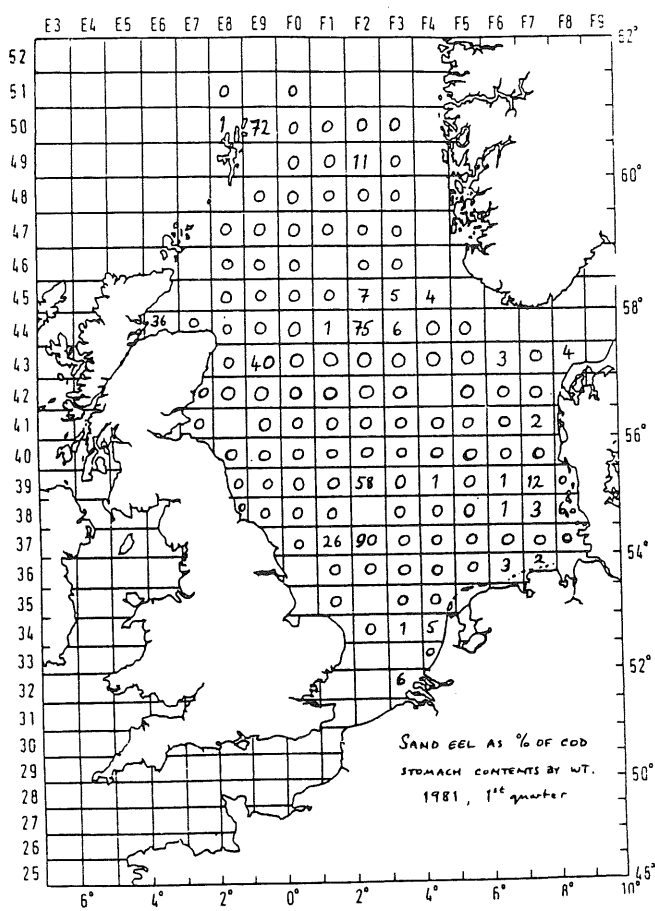 E3 E4 E5 E6 E7 E8 E9 F0 F1 F2 F3 F4 F5 F6 F7 F8 F9
62°
52
51 0 0
50 1 72 0 0 0 0
49 0 0 11 0
60°
48 0 0 0 0 0
47 0 0 0 0 0 0
46 0 0 0 0 0
45 0 0 0 0 7 5 4
58°
44 36 0 0 0 0 1 75 6 0 0
43 0 40 0 0 0 0 0 0 3 0 4
42 0 0 0 0 0 0 0 0 0 0
41 0 0 0 0 0 0 0 0 0 2
56°
40 0 0 0 0 0 0 0 0 0 0
39 0 0 0 0 58 0 1 0 1 12 0
38 0 0 0 0 0 0 0 1 3 6
37 0 26 90 0 0 0 0 0 0
54°
36 0 0 0 0 0 3 2
35 0 0 0
34 0 1 5
33 0
52°
32 6
31
30
29
50°
28
27
26
25
SAND EEL AS % OF COD
STOMACH CONTENTS BY WT.
1981, 1st quarter
6° 4° 2° 0° 2° 4° 6° 8° 10°